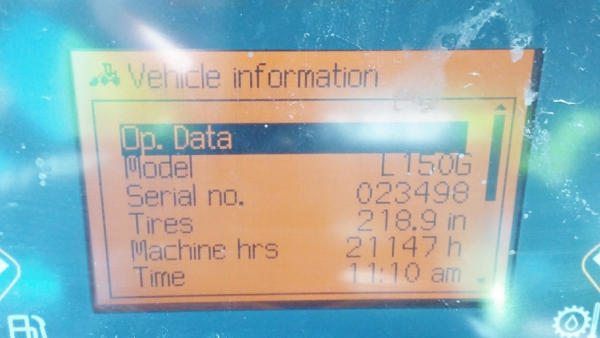 Vehicle information
Op. Data
Model L150G
Serial no. 023498
Tires 218.9 in
Machine hrs 21147 h
Time 11:10 am